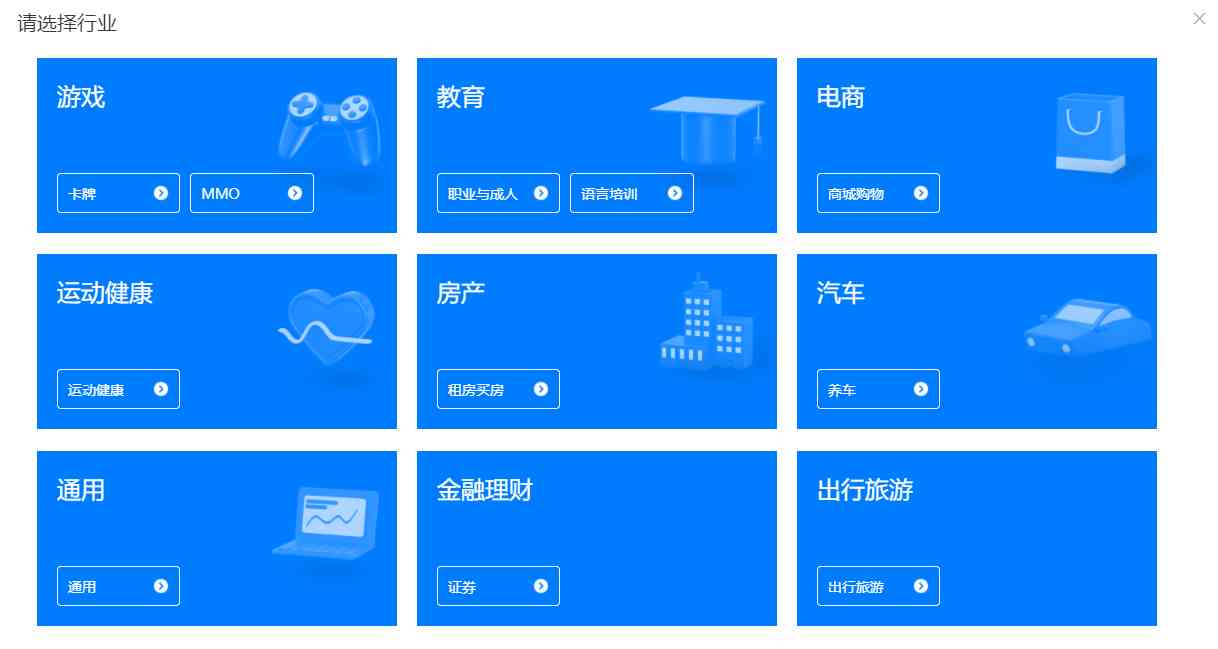 请选择行业
游戏
卡牌
MMO
教育
职业与成人
语言培训
电商
商城购物
运动健康
运动健康
房产
租房买房
汽车
养车
通用
通用
金融理财
证券
出行旅游
出行旅游